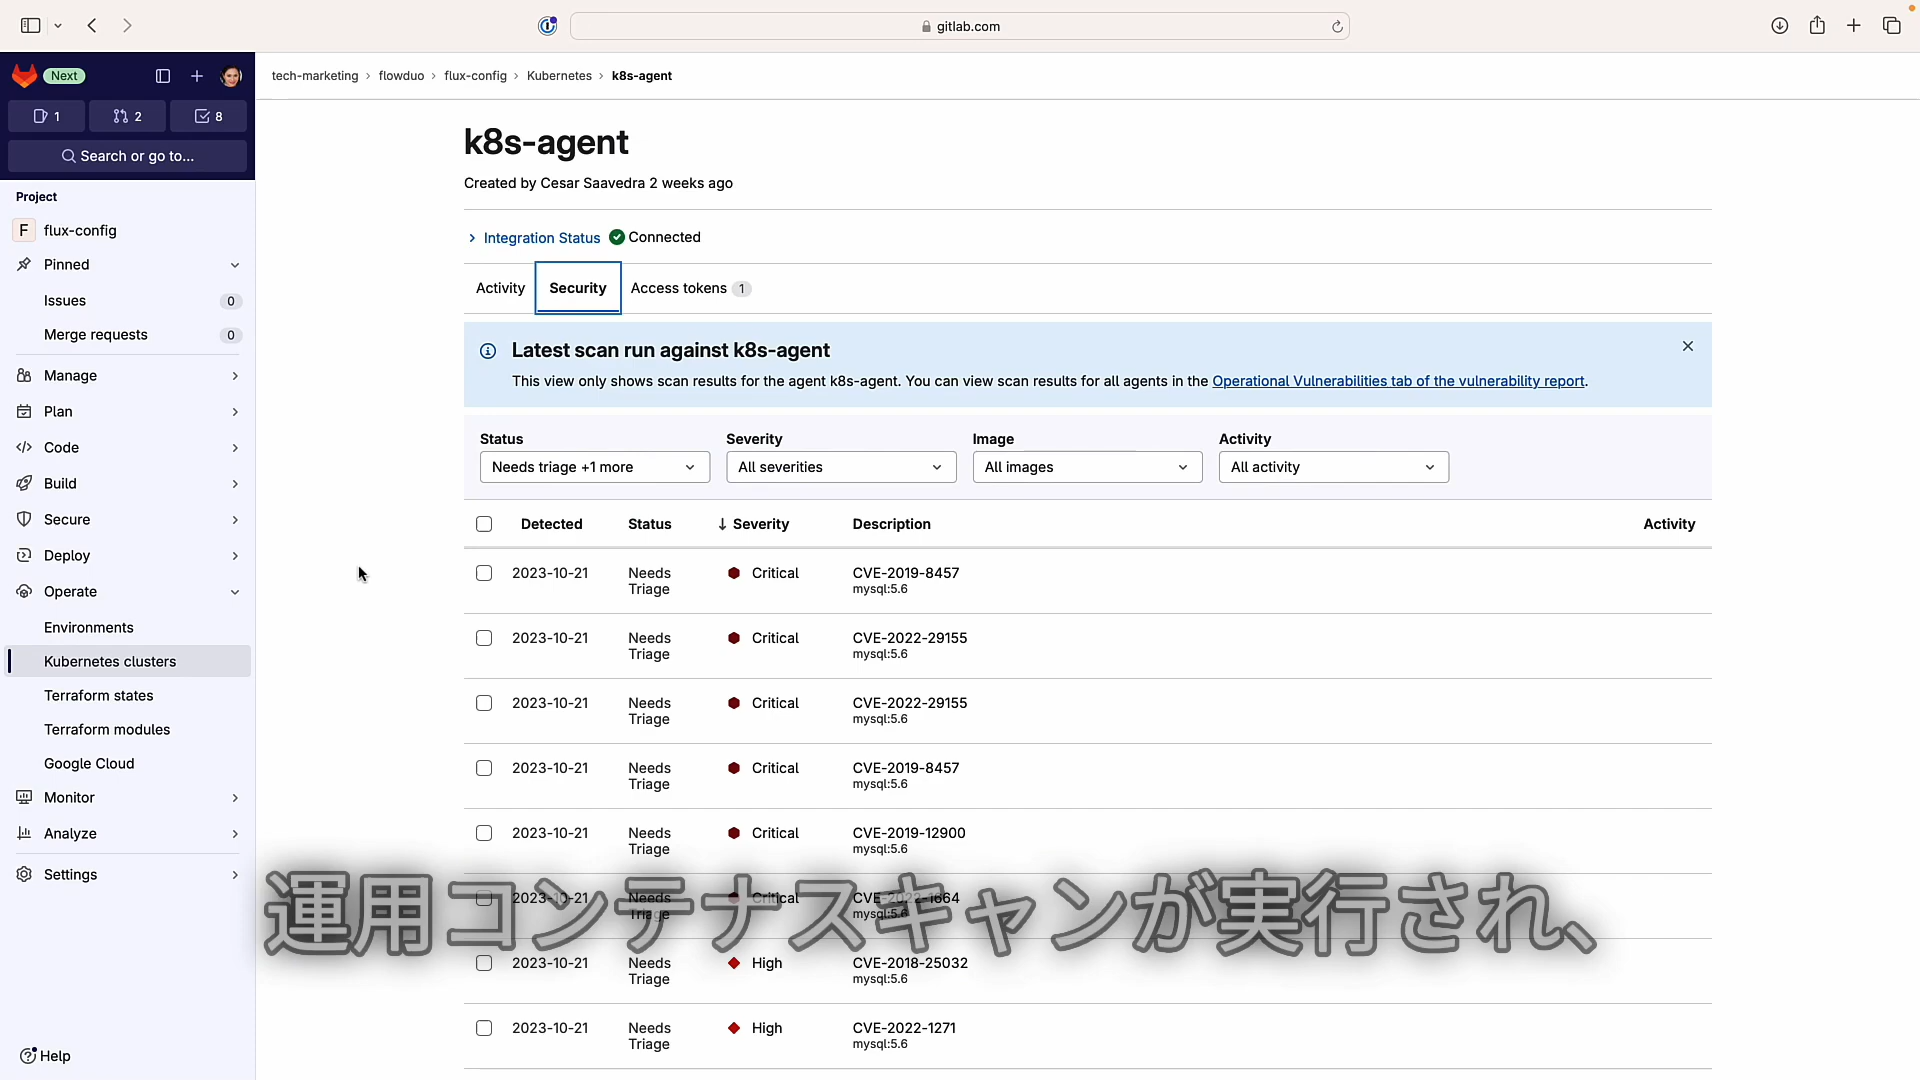 gitlab.com
Next
1
2
8
Search or go to...
Project
F flux-config
Pinned
Issues 0
Merge requests 0
Manage
Plan
Code
Build
Secure
Deploy
Operate
Environments
Kubernetes clusters
Terraform states
Terraform modules
Google Cloud
Monitor
Analyze
Settings
Help
tech-marketing › flowduo › flux-config › Kubernetes › k8s-agent
k8s-agent
Created by Cesar Saavedra 2 weeks ago
Integration Status Connected
Activity Security Access tokens 1
Latest scan run against k8s-agent
This view only shows scan results for the agent k8s-agent. You can view scan results for all agents in the Operational Vulnerabilities tab of the vulnerability report.
Status Severity Image Activity
Needs triage +1 more All severities All images All activity
Detected Status Severity Description Activity
2023-10-21 Needs Triage Critical CVE-2019-8457
mysql:5.6
2023-10-21 Needs Triage Critical CVE-2022-29155
mysql:5.6
2023-10-21 Needs Triage Critical CVE-2022-29155
mysql:5.6
2023-10-21 Needs Triage Critical CVE-2019-8457
mysql:5.6
2023-10-21 Needs Triage Critical CVE-2019-12900
mysql:5.6
2023-10-21 Needs Triage Critical CVE-2022-1664
mysql:5.6
運用コンテナスキャンが実行され、
2023-10-21 Needs Triage High CVE-2018-25032
mysql:5.6
2023-10-21 Needs Triage High CVE-2022-1271
mysql:5.6